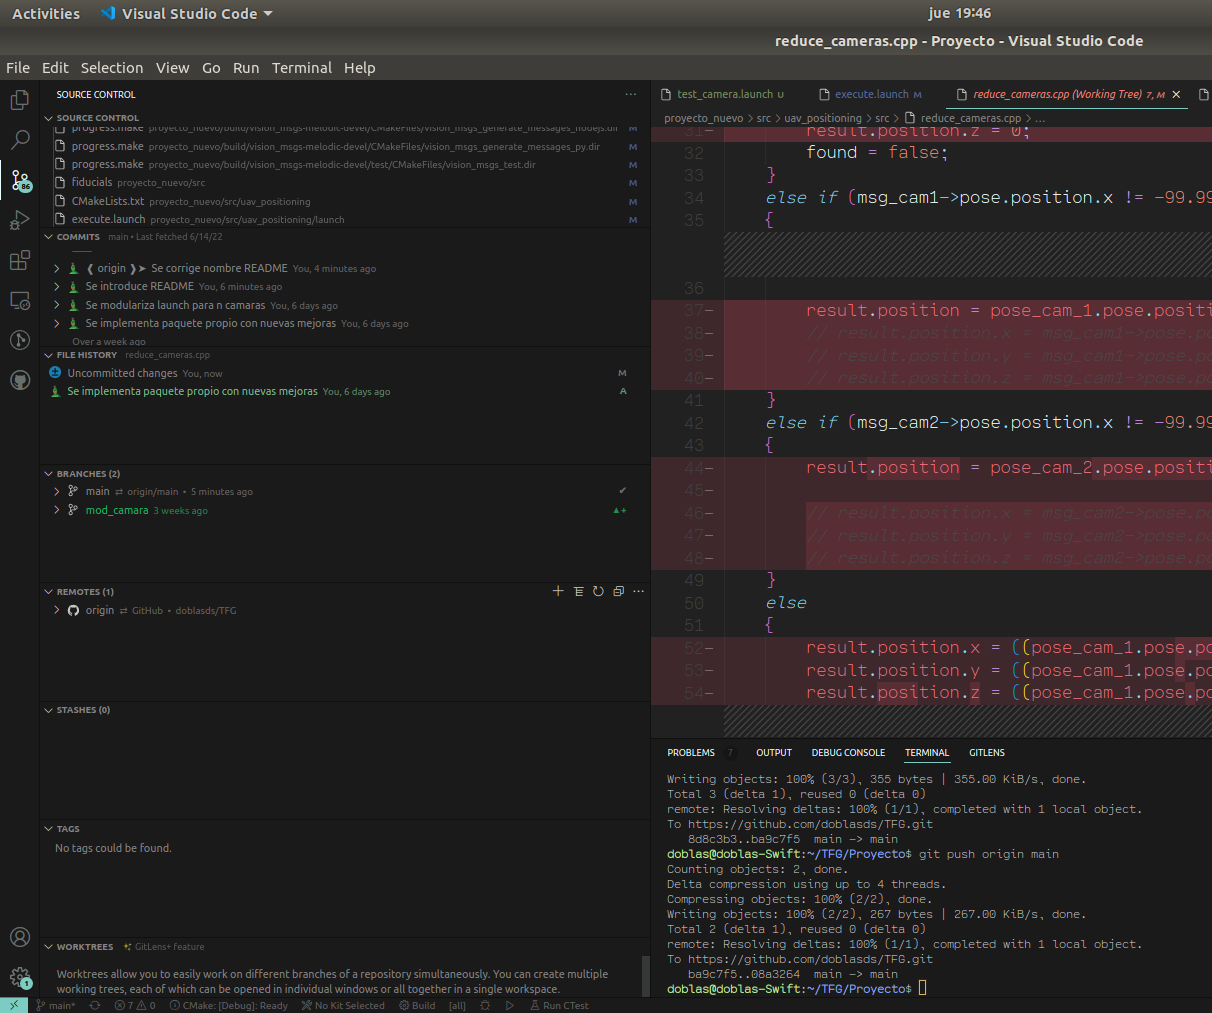 Activities Visual Studio Code jue 19:46
reduce_cameras.cpp - Proyecto - Visual Studio Code
File Edit Selection View Go Run Terminal Help
SOURCE CONTROL
SOURCE CONTROL
progress.make proyecto_nuevo/build/vision_msgs-melodic-devel/CMakeFiles/vision_msgs_generate_messages_nodejs.dir M
progress.make proyecto_nuevo/build/vision_msgs-melodic-devel/CMakeFiles/vision_msgs_generate_messages_py.dir M
progress.make proyecto_nuevo/build/vision_msgs-melodic-devel/test/CMakeFiles/vision_msgs_test.dir M
fiducials proyecto_nuevo/src M
CMakeLists.txt proyecto_nuevo/src/uav_positioning M
execute.launch proyecto_nuevo/src/uav_positioning/launch M
86
COMMITS main • Last fetched 6/14/22
origin Se corrige nombre README You, 4 minutes ago
Se introduce README You, 6 minutes ago
Se modulariza launch para n camaras You, 6 days ago
Se implementa paquete propio con nuevas mejoras You, 6 days ago
Over a week ago
FILE HISTORY reduce_cameras.cpp
Uncommitted changes You, now M
Se implementa paquete propio con nuevas mejoras You, 6 days ago A
BRANCHES (2)
main ⇄ origin/main • 5 minutes ago ✓
mod_camara 3 weeks ago ▲+
REMOTES (1)
origin ⇄ GitHub • doblasds/TFG
STASHES (0)
TAGS
No tags could be found.
WORKTREES GitLens+ feature
Worktrees allow you to easily work on different branches of a repository simultaneously. You can create multiple
working trees, each of which can be opened in individual windows or all together in a single workspace.
1
test_camera.launch U execute.launch M reduce_cameras.cpp (Working Tree) 7, M
proyecto_nuevo > src > uav_positioning > src > reduce_cameras.cpp > ...
31- result.position.z = 0;
32 found = false;
33 }
34 else if (msg_cam1->pose.position.x != -99.99
35 {
36
37- result.position = pose_cam_1.pose.positi
38- // result.position.x = msg_cam1->pose.po
39- // result.position.y = msg_cam1->pose.po
40- // result.position.z = msg_cam1->pose.po
41 }
42 else if (msg_cam2->pose.position.x != -99.99
43 {
44- result.position = pose_cam_2.pose.positi
45-
46- // result.position.x = msg_cam2->pose.po
47- // result.position.y = msg_cam2->pose.po
48- // result.position.z = msg_cam2->pose.po
49 }
50 else
51 {
52- result.position.x = ((pose_cam_1.pose.po
53- result.position.y = ((pose_cam_1.pose.po
54- result.position.z = ((pose_cam_1.pose.po
PROBLEMS 7 OUTPUT DEBUG CONSOLE TERMINAL GITLENS
Writing objects: 100% (3/3), 355 bytes | 355.00 KiB/s, done.
Total 3 (delta 1), reused 0 (delta 0)
remote: Resolving deltas: 100% (1/1), completed with 1 local object.
To https://github.com/doblasds/TFG.git
8d8c3b3..ba9c7f5 main -> main
doblas@doblas-Swift:~/TFG/Proyecto$ git push origin main
Counting objects: 2, done.
Delta compression using up to 4 threads.
Compressing objects: 100% (2/2), done.
Writing objects: 100% (2/2), 267 bytes | 267.00 KiB/s, done.
Total 2 (delta 1), reused 0 (delta 0)
remote: Resolving deltas: 100% (1/1), completed with 1 local object.
To https://github.com/doblasds/TFG.git
ba9c7f5..08a3264 main -> main
doblas@doblas-Swift:~/TFG/Proyecto$
main* 7 0 CMake: [Debug]: Ready No Kit Selected Build [all] Run CTest